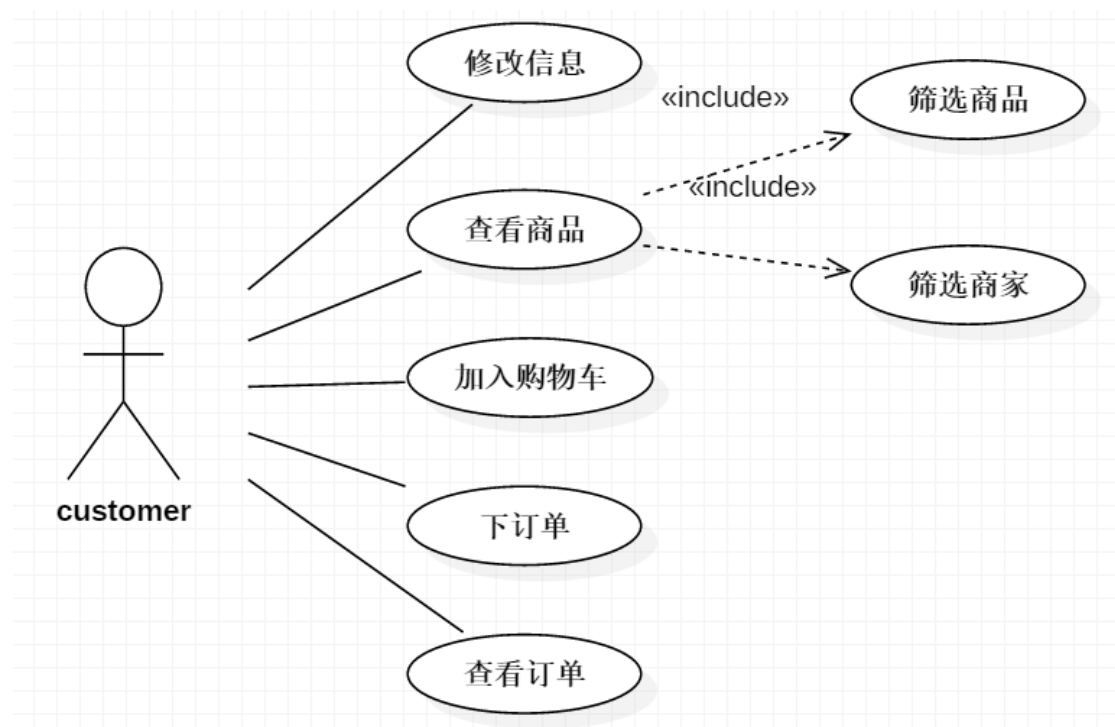 修改信息
«include»
筛选商品
«include»
查看商品
筛选商家
加入购物车
customer
下订单
查看订单